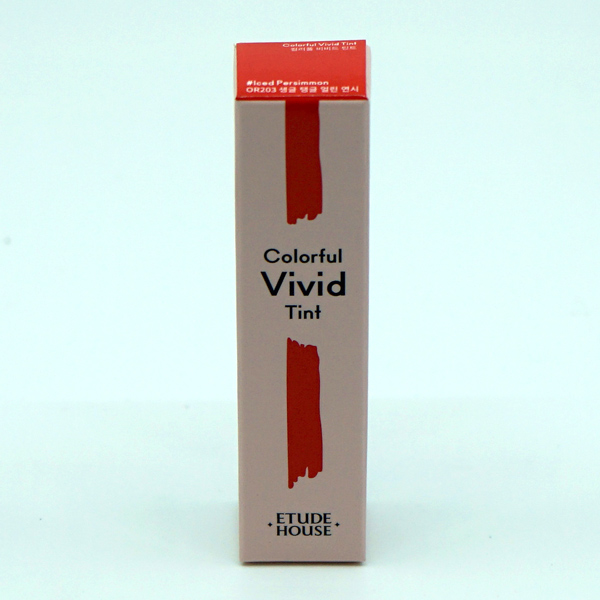 Colorful Vivid Tint
컬러풀 비비드 틴트
#Iced Persimmon
OR203 생글 탱글 얼린 연시
Colorful
Vivid
Tint
ETUDE
HOUSE